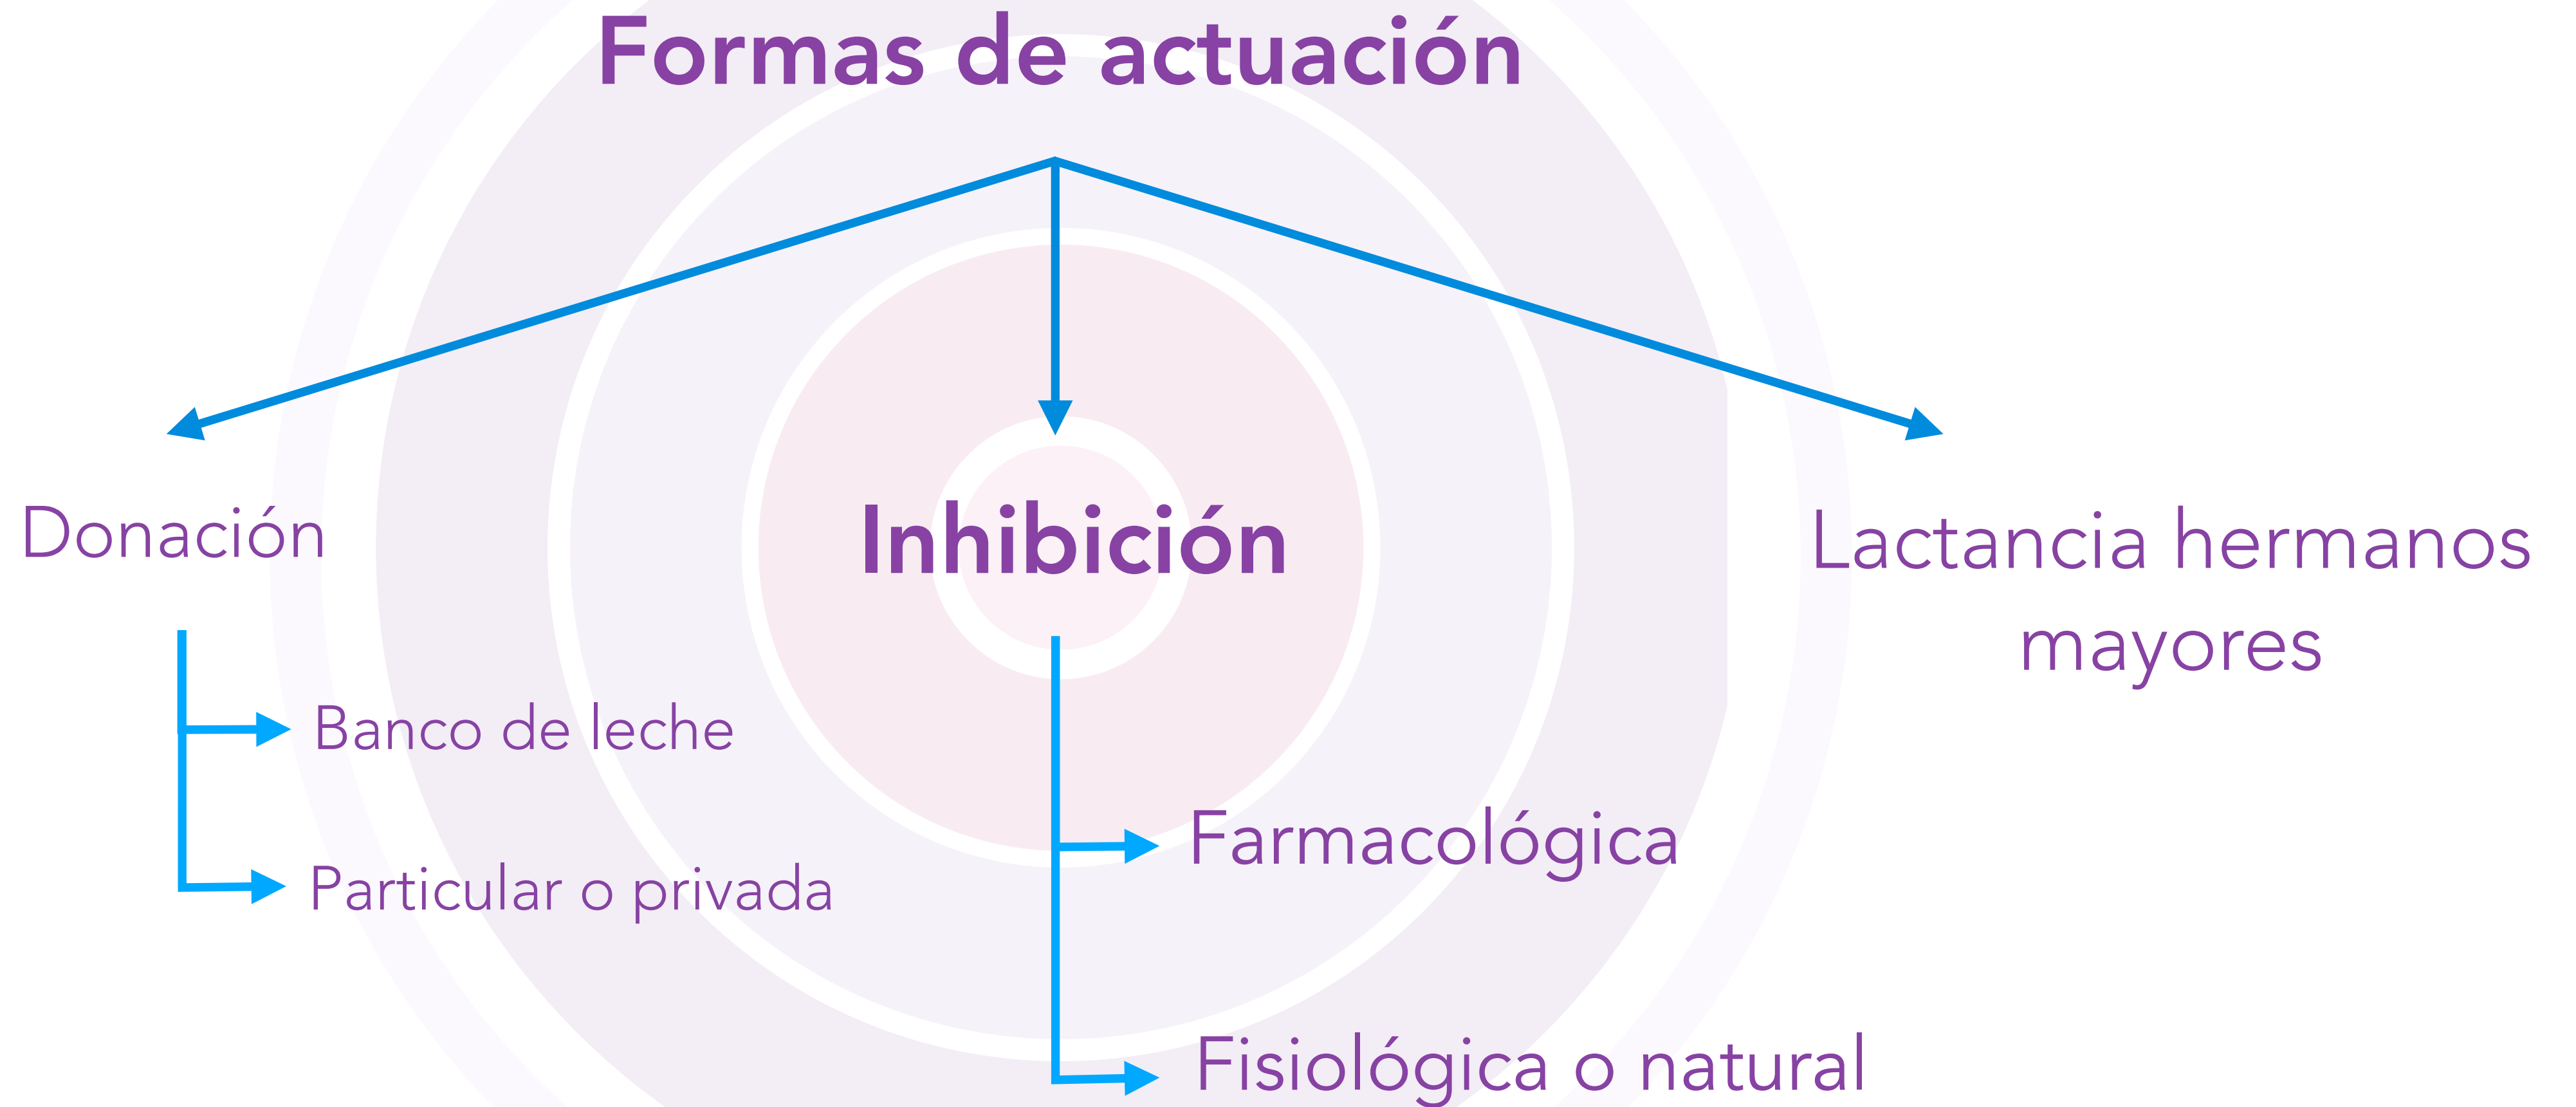 Formas de actuación
Donación
Banco de leche
Particular o privada
Inhibición
Farmacológica
Fisiológica o natural
Lactancia hermanos
mayores